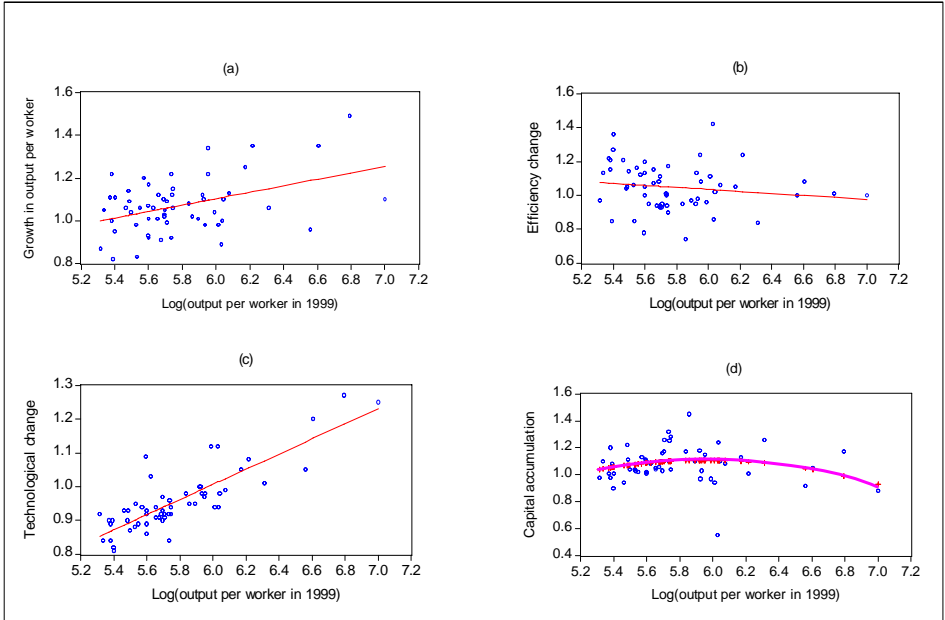 (a)
Growth in output per worker
1.6
1.4
1.2
1.0
0.8
5.2 5.4 5.6 5.8 6.0 6.2 6.4 6.6 6.8 7.0 7.2
Log(output per worker in 1999)
(b)
Efficiency change
1.6
1.4
1.2
1.0
0.8
0.6
5.2 5.4 5.6 5.8 6.0 6.2 6.4 6.6 6.8 7.0 7.2
Log(output per worker in 1999)
(c)
Technological change
1.3
1.2
1.1
1.0
0.9
0.8
5.2 5.4 5.6 5.8 6.0 6.2 6.4 6.6 6.8 7.0 7.2
Log(output per worker in 1999)
(d)
Capital accumulation
1.6
1.4
1.2
1.0
0.8
0.6
0.4
5.2 5.4 5.6 5.8 6.0 6.2 6.4 6.6 6.8 7.0 7.2
Log(output per worker in 1999)